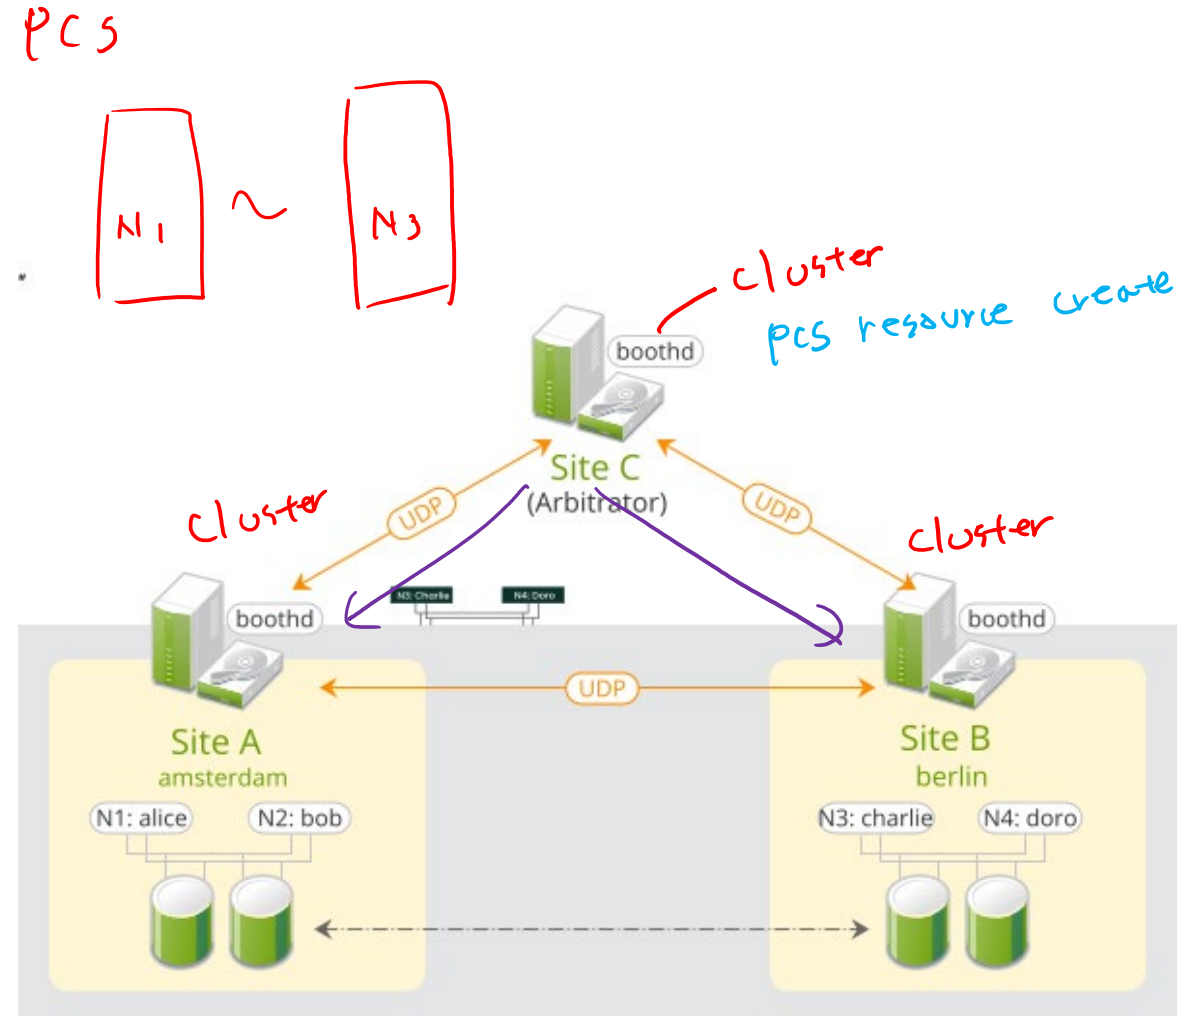 pcs
N1 ~ N3
cluster
pcs resource create
boothd
Site C
(Arbitrator)
UDP
UDP
cluster
cluster
N3: Charlie
N4: Doro
boothd
boothd
UDP
Site A
amsterdam
Site B
berlin
N1: alice
N2: bob
N3: charlie
N4: doro